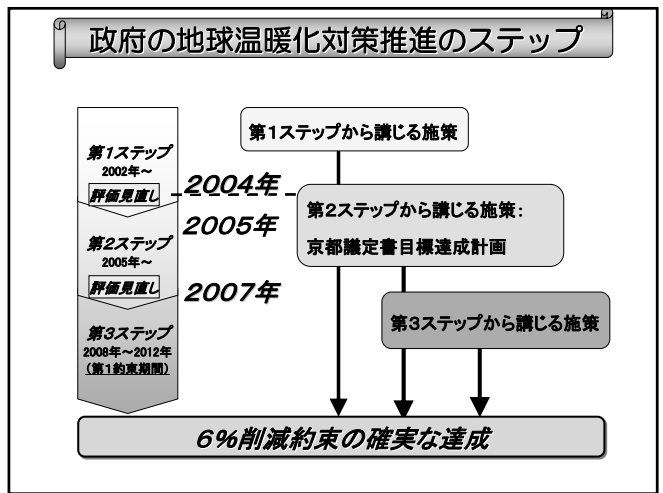 政府の地球温暖化対策推進のステップ
第1ステップ
2002年～
評価見直し
第2ステップ
2005年～
評価見直し
第3ステップ
2008年～2012年
(第1約束期間)
2004年
2005年
2007年
第1ステップから講じる施策
第2ステップから講じる施策：
京都議定書目標達成計画
第3ステップから講じる施策
6%削減約束の確実な達成